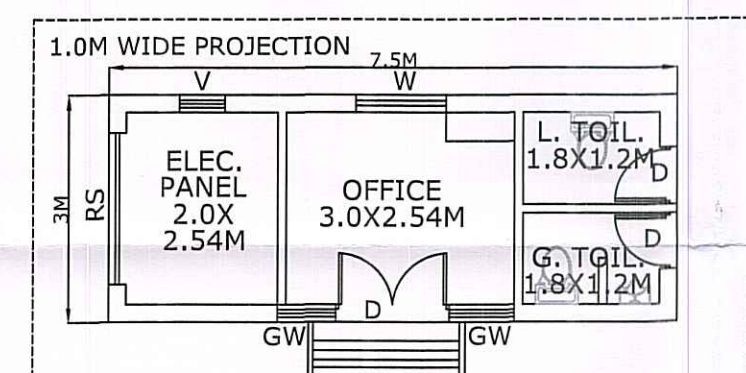 1.0M WIDE PROJECTION
7.5M
V
W
3M
RS
ELEC.
PANEL
2.0X
2.54M
OFFICE
3.0X2.54M
L. TOIL.
1.8X1.2M
D
D
G. TOIL.
1.8X1.2M
D
GW
GW